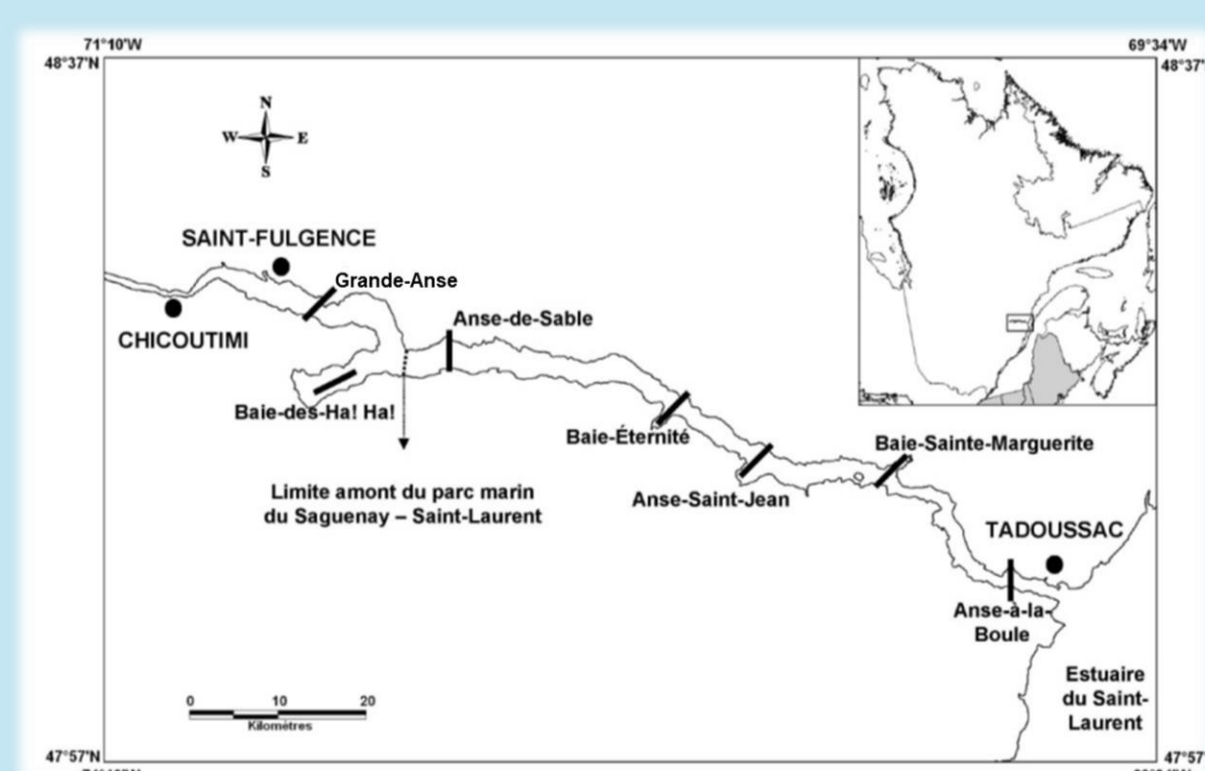 71°10'W
69°34'W
48°37'N
48°37'
N
W
E
S
SAINT-FULGENCE
Grande-Anse
CHICOUTIMI
Anse-de-Sable
Baie-des-Ha! Ha!
Baie-Éternité
Baie-Sainte-Marguerite
Limite amont du parc marin
du Saguenay – Saint-Laurent
Anse-Saint-Jean
TADOUSSAC
Anse-à-la-
Boule
Estuaire
du Saint-
Laurent
0 10 20
Kilomètres
47°57'N
47°57'